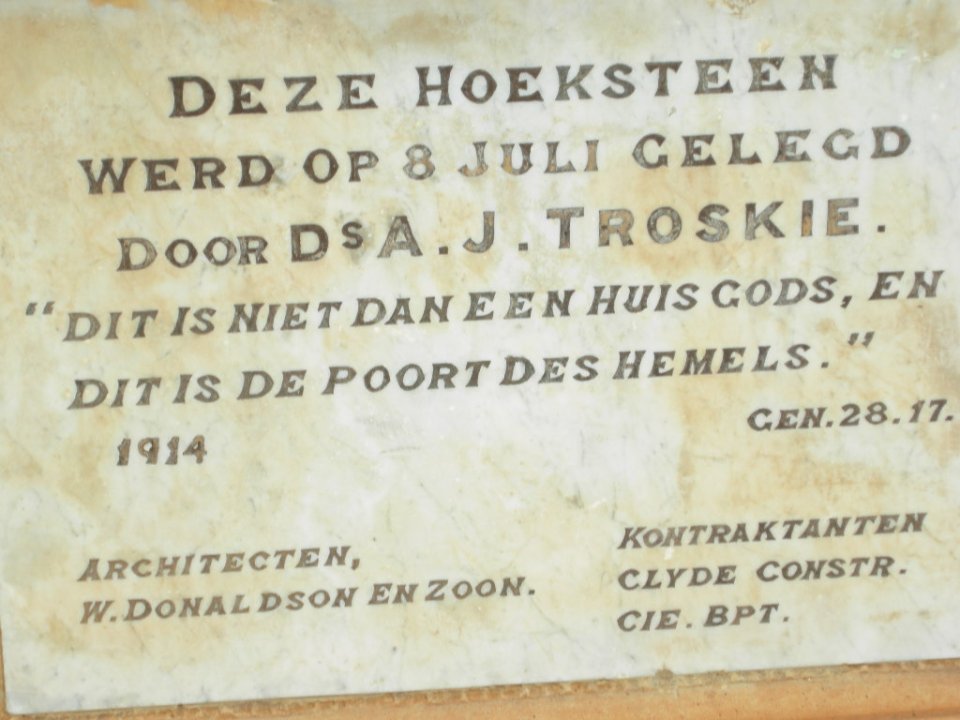 DEZE HOEKSTEEN
WERD OP 8 JULI GELEGD
DOOR DS A. J. TROSKIE.
"DIT IS NIET DAN EEN HUIS GODS, EN
DIT IS DE POORT DES HEMELS."
GEN. 28. 17.
1914
ARCHITECTEN,
W. DONALDSON EN ZOON.
KONTRAKTANTEN
CLYDE CONSTR.
CIE. BPT.